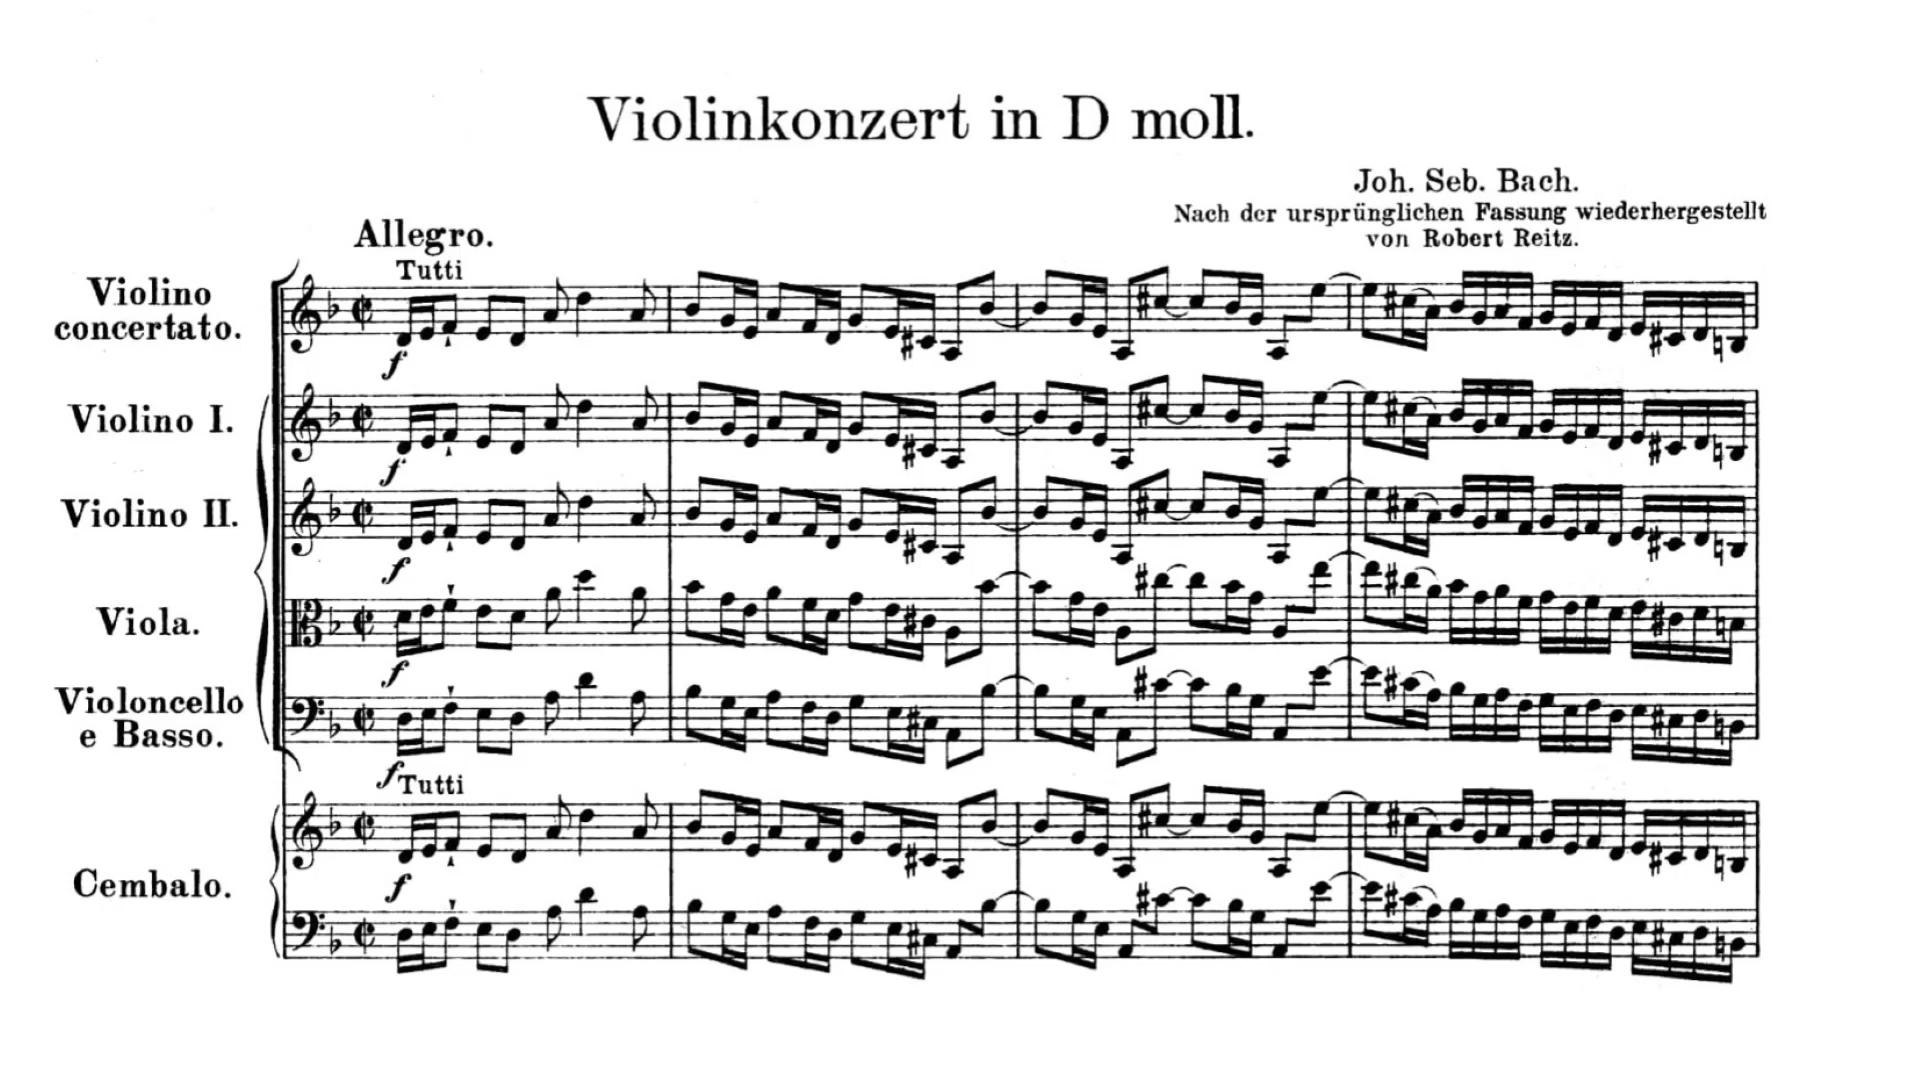 Violinkonzert in D moll.
Joh. Seb. Bach.
Nach der ursprünglichen Fassung wiederhergestellt
von Robert Reitz.
Allegro.
Tutti
Violino
concertato.
f
Violino I.
f
Violino II.
f
Viola.
f
Violoncello
e Basso.
f
Tutti
Cembalo.
f